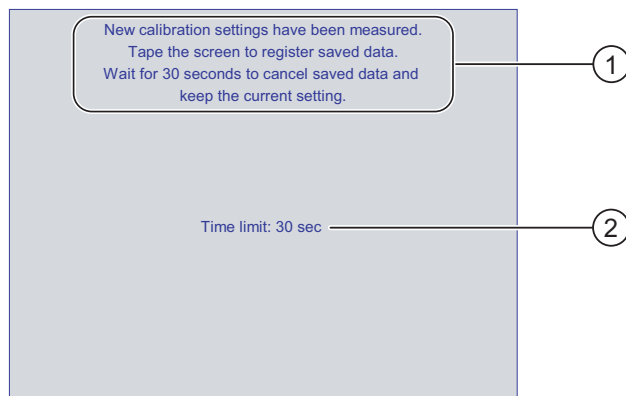 New calibration settings have been measured.
Tape the screen to register saved data.
Wait for 30 seconds to cancel saved data and
keep the current setting.
1
Time limit: 30 sec
2